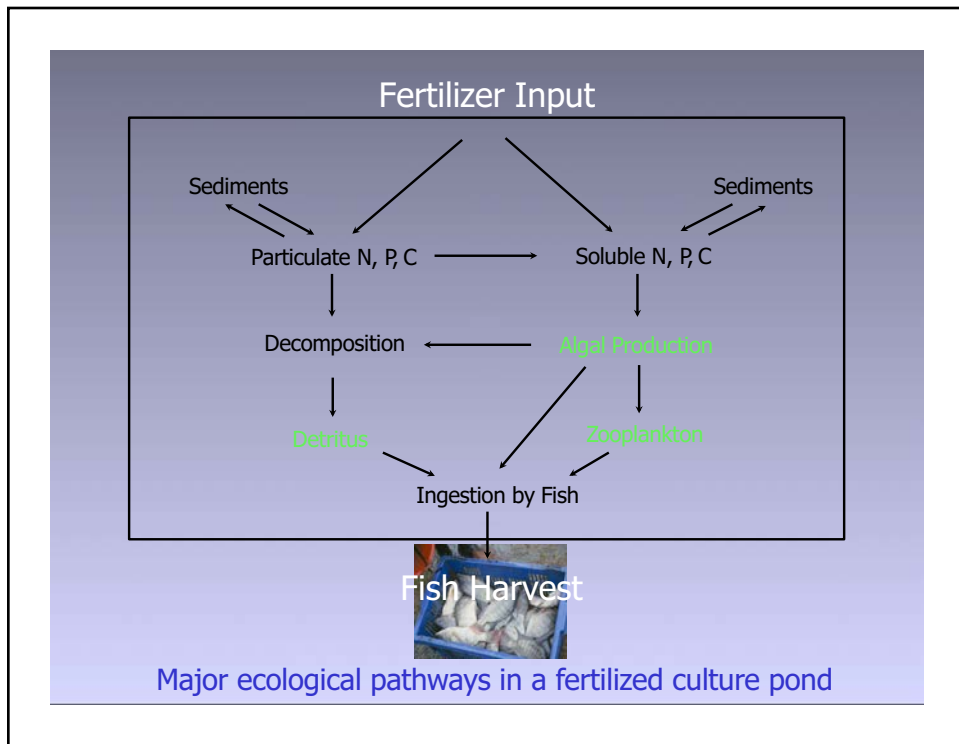 Fertilizer Input
Sediments
Sediments
Particulate N, P, C
Soluble N, P, C
Decomposition
Algal Production
Detritus
Zooplankton
Ingestion by Fish
Fish Harvest
Major ecological pathways in a fertilized culture pond